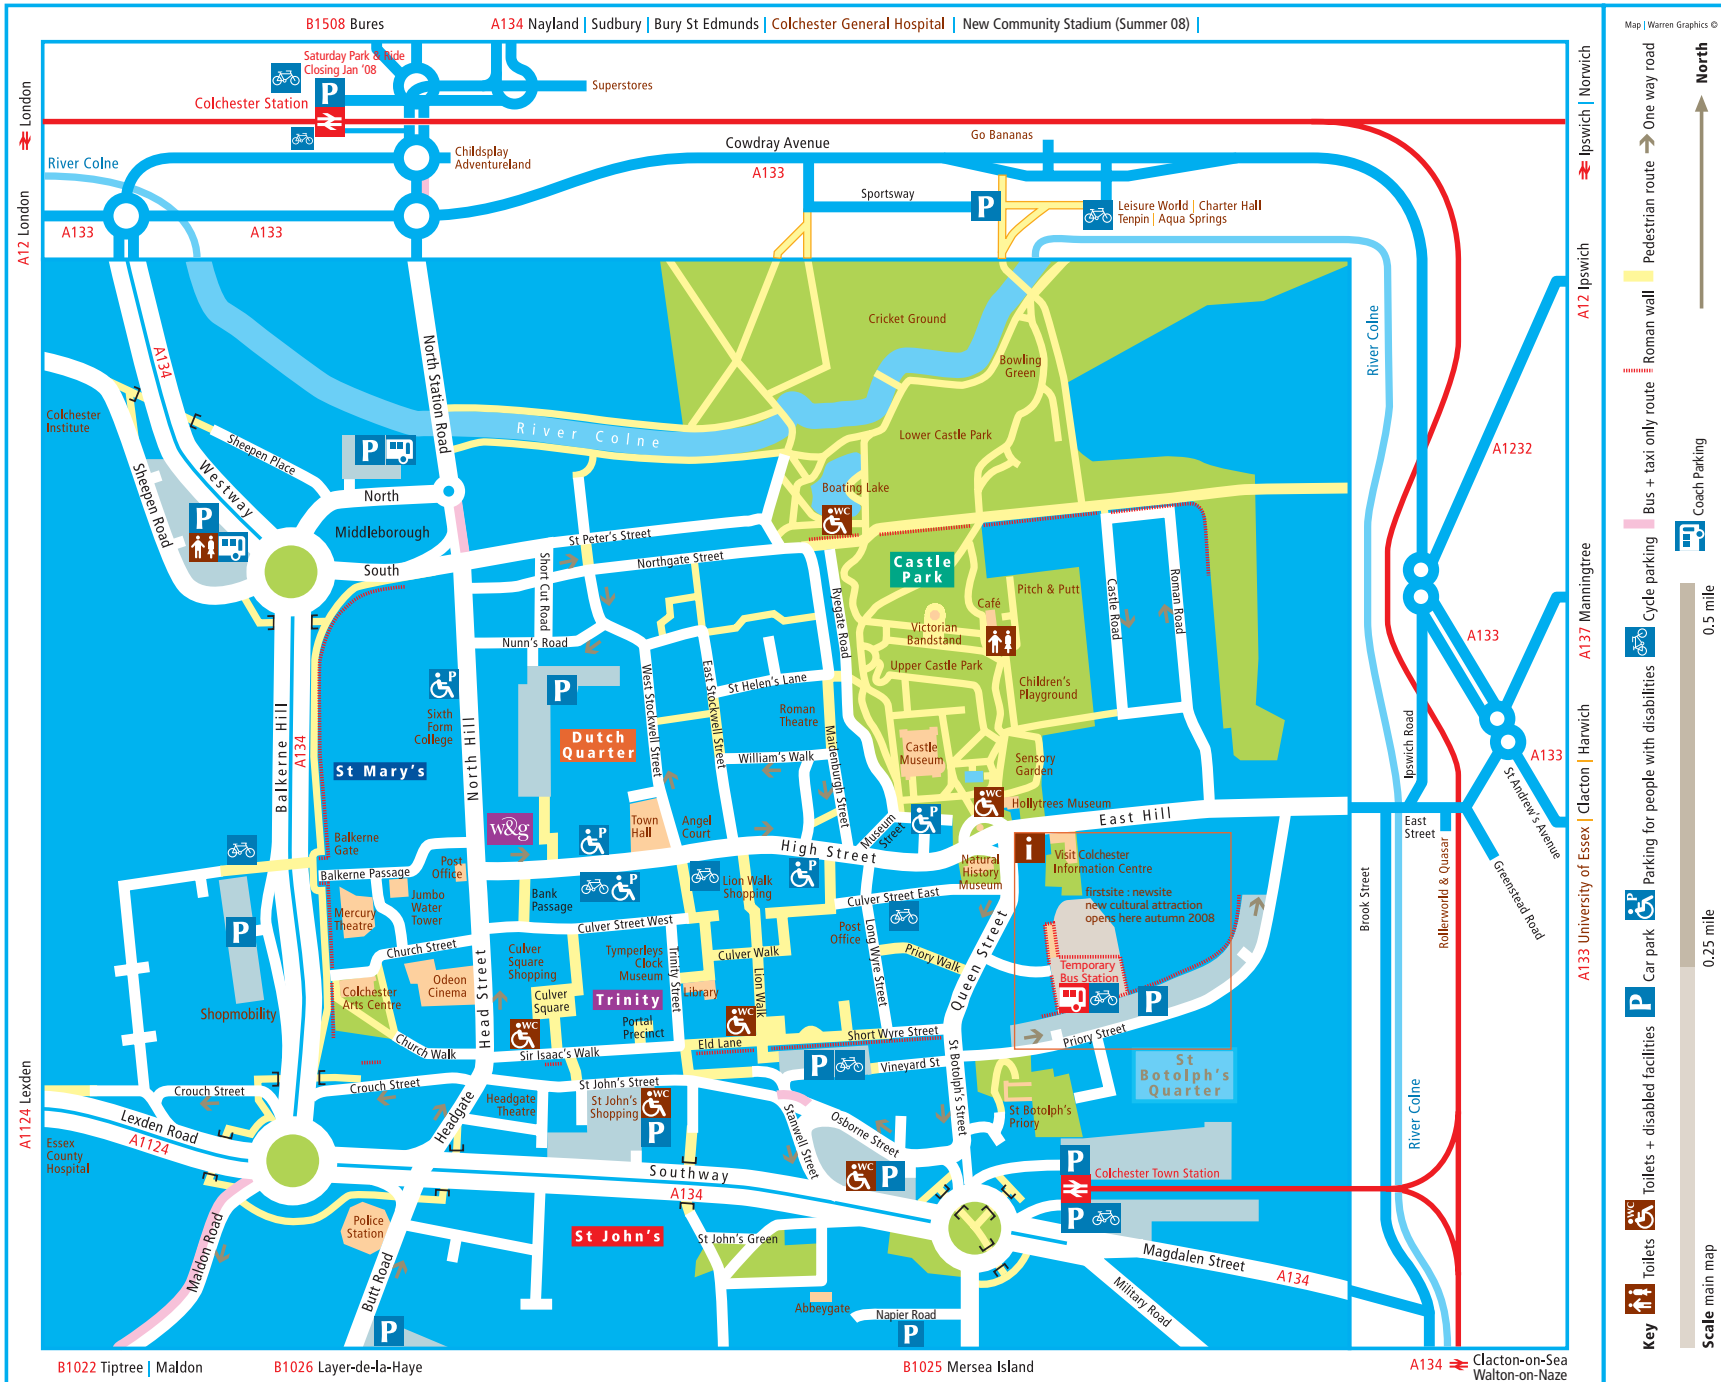 B1508 Bures
A134 Nayland | Sudbury | Bury St Edmunds | Colchester General Hospital | New Community Stadium (Summer 08) |
Map | Warren Graphics ©
Saturday Park & Ride
Closing Jan '08
P
Colchester Station
Superstores
London
A12 London
Ipswich | Norwich
A12 Ipswich
River Colne
Childsplay
Adventureland
Cowdray Avenue
A133
Go Bananas
Sportsway
P
Leisure World | Charter Hall
Tenpin | Aqua Springs
A133
A133
A134
North Station Road
Cricket Ground
Bowling
Green
River Colne
Colchester
Institute
Sheepen Place
Sheepen Road
Westway
P
River Colne
Lower Castle Park
A1232
North
Middleborough
South
P
Boating Lake
WC
St Peter's Street
Northgate Street
Short Cut Road
Castle
Park
Pitch & Putt
Café
Victorian
Bandstand
Upper Castle Park
Children's
Playground
Castle Road
Roman Road
Ryegate Road
A133
A137 Manningtree
Nunn's Road
West Stockwell Street
East Stockwell Street
St Helen's Lane
Roman
Theatre
P
P
Sixth
Form
College
Dutch
Quarter
St Mary's
Balkerne Hill
A134
North Hill
William's Walk
Maidenburgh Street
Castle
Museum
Sensory
Garden
Ipswich Road
A133
St Andrew's Avenue
WC
Hollytrees Museum
East Hill
East
Street
Rollerworld & Quasar
Greenstead Road
A133 University of Essex | Clacton | Harwich
w&g
Town
Hall
Angel
Court
P
P
Museum
Street
High Street
Balkerne
Gate
Balkerne Passage
Post
Office
Jumbo
Water
Tower
Mercury
Theatre
Bank
Passage
P
Lion Walk
Shopping
P
Natural
History
Museum
i
Visit Colchester
Information Centre
firstsite : newsite
new cultural attraction
opens here autumn 2008
Brook Street
Culver Street East
Culver Street West
Post
Office
Long Wyre Street
Priory Walk
Queen Street
P
Church Street
Culver
Square
Shopping
Tymperleys
Clock
Museum
Trinity Street
Culver Walk
Lion Walk
Odeon
Cinema
Colchester
Arts Centre
Shopmobility
Head Street
Culver
Square
Trinity
Library
Portal
Precinct
WC
WC
Temporary
Bus Station
P
Church Walk
Sir Isaac's Walk
Eld Lane
Short Wyre Street
Priory Street
Vineyard St
P
St
Botolph's
Quarter
Crouch Street
Crouch Street
St John's Street
Headgate
Headgate
Theatre
St John's
Shopping
WC
P
Stanwell Street
Osborne Street
St Botolph's Street
St Botolph's
Priory
River Colne
A1124 Lexden
Lexden Road
A1124
Essex
County
Hospital
WC
P
P
Colchester Town Station
P
Southway
A134
Police
Station
St John's
St John's Green
Maldon Road
Butt Road
Abbeygate
Napier Road
P
P
Magdalen Street
A134
Military Road
B1022 Tiptree | Maldon
B1026 Layer-de-la-Haye
B1025 Mersea Island
A134
Clacton-on-Sea
Walton-on-Naze
River Colne
Key
Toilets
WC
Toilets + disabled facilities
P
Car park
P
Parking for people with disabilities
Cycle parking
Bus + taxi only route
Roman wall
Pedestrian route
One way road
Scale main map
0.25 mile
0.5 mile
Coach Parking
North